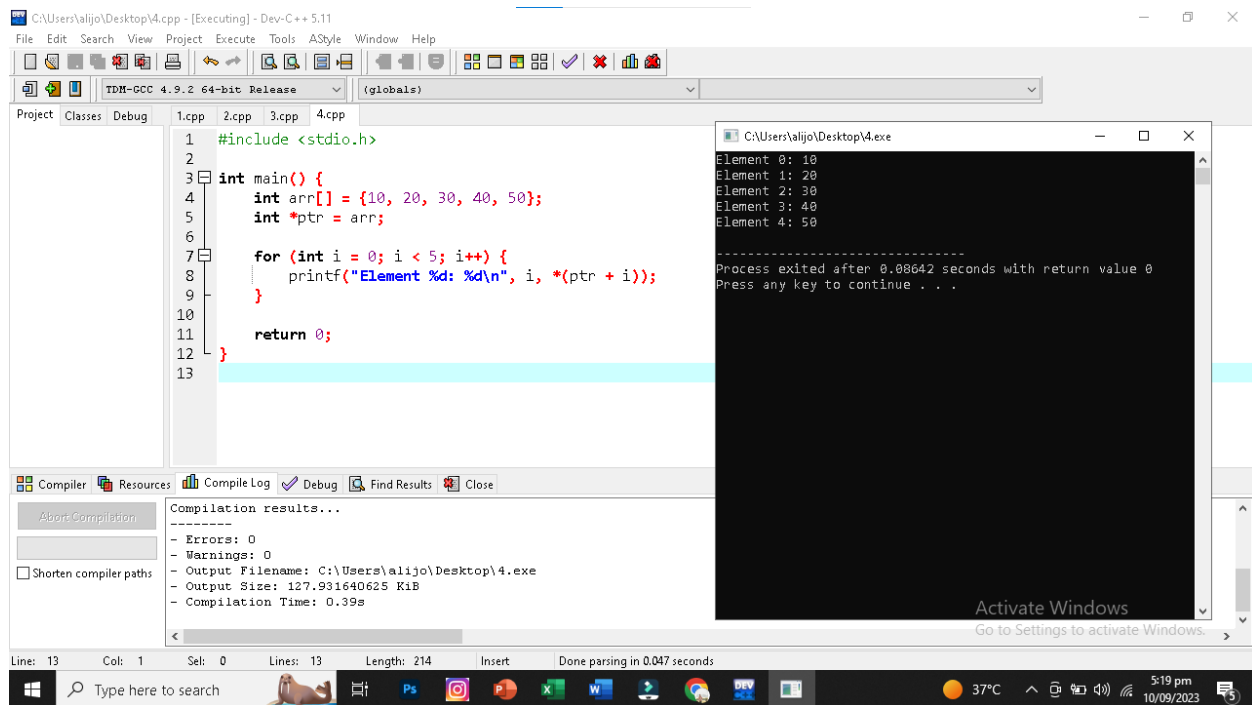 C:\Users\alijo\Desktop\4.cpp - [Executing] - Dev-C++ 5.11
File Edit Search View Project Execute Tools AStyle Window Help
TDM-GCC 4.9.2 64-bit Release (globals)
Project Classes Debug 1.cpp 2.cpp 3.cpp 4.cpp
1 #include <stdio.h>
2
3 int main() {
4     int arr[] = {10, 20, 30, 40, 50};
5     int *ptr = arr;
6
7     for (int i = 0; i < 5; i++) {
8         printf("Element %d: %d\n", i, *(ptr + i));
9     }
10
11     return 0;
12 }
13
C:\Users\alijo\Desktop\4.exe
Element 0: 10
Element 1: 20
Element 2: 30
Element 3: 40
Element 4: 50
--------------------------------
Process exited after 0.08642 seconds with return value 0
Press any key to continue . . .
Compiler Resources Compile Log Debug Find Results Close
Abort Compilation
Shorten compiler paths
Compilation results...
--------
- Errors: 0
- Warnings: 0
- Output Filename: C:\Users\alijo\Desktop\4.exe
- Output Size: 127.931640625 KiB
- Compilation Time: 0.39s
Activate Windows
Go to Settings to activate Windows.
Line: 13 Col: 1 Sel: 0 Lines: 13 Length: 214 Insert Done parsing in 0.047 seconds
Type here to search
Ps
DEV
37°C
5:19 pm
10/09/2023
5